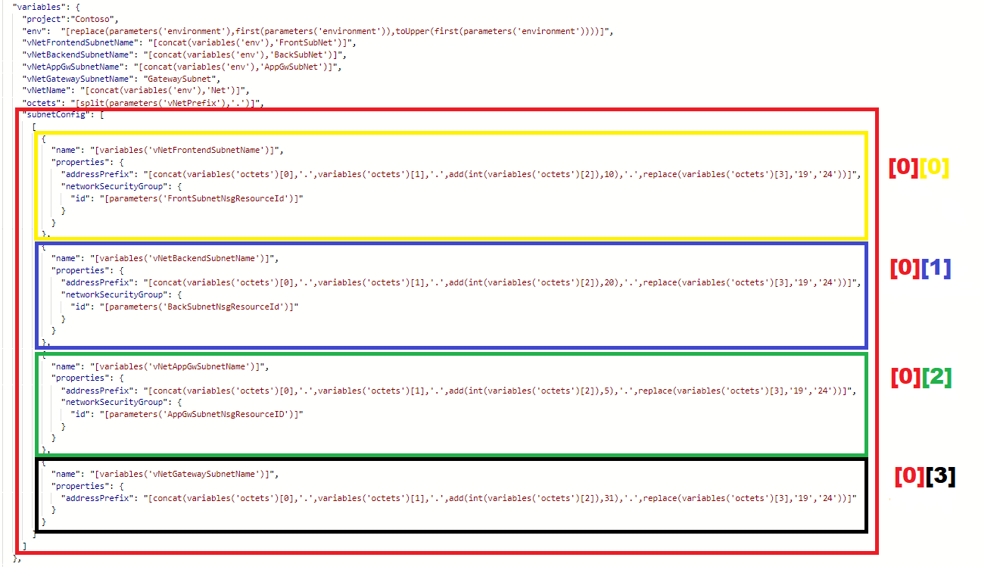 "variables": {
"project":"Contoso",
"env":  "[replace(parameters('environment'),first(parameters('environment')),toUpper(first(parameters('environment'))))]",
"vNetFrontendSubnetName": "[concat(variables('env'),'FrontSubNet')]",
"vNetBackendSubnetName": "[concat(variables('env'),'BackSubNet')]",
"vNetAppGwSubnetName": "[concat(variables('env'),'AppGwSubNet')]",
"vNetGatewaySubnetName": "GatewaySubnet",
"vNetName": "[concat(variables('env'),'Net')]",
"octets": "[split(parameters('vNetPrefix'),'.')]",
"subnetConfig": [
[
{
"name": "[variables('vNetFrontendSubnetName')]",
"properties": {
"addressPrefix": "[concat(variables('octets')[0],'.',variables('octets')[1],'.',add(int(variables('octets')[2]),10),'.',replace(variables('octets')[3],'19','24'))]",
[0][0]
"networkSecurityGroup": {
"id": "[parameters('FrontSubnetNsgResourceId')]"
}
}
},
{
"name": "[variables('vNetBackendSubnetName')]",
"properties": {
[0][1]
"addressPrefix": "[concat(variables('octets')[0],'.',variables('octets')[1],'.',add(int(variables('octets')[2]),20),'.',replace(variables('octets')[3],'19','24'))]",
"networkSecurityGroup": {
"id": "[parameters('BackSubnetNsgResourceId')]"
}
}
},
{
"name": "[variables('vNetAppGwSubnetName')]",
"properties": {
[0][2]
"addressPrefix": "[concat(variables('octets')[0],'.',variables('octets')[1],'.',add(int(variables('octets')[2]),5),'.',replace(variables('octets')[3],'19','24'))]",
"networkSecurityGroup": {
"id": "[parameters('AppGwSubnetNsgResourceID')]"
}
}
},
{
"name": "[variables('vNetGatewaySubnetName')]",
[0][3]
"properties": {
"addressPrefix": "[concat(variables('octets')[0],'.',variables('octets')[1],'.',add(int(variables('octets')[2]),31),'.',replace(variables('octets')[3],'19','24'))]"
}
}
]
]
},